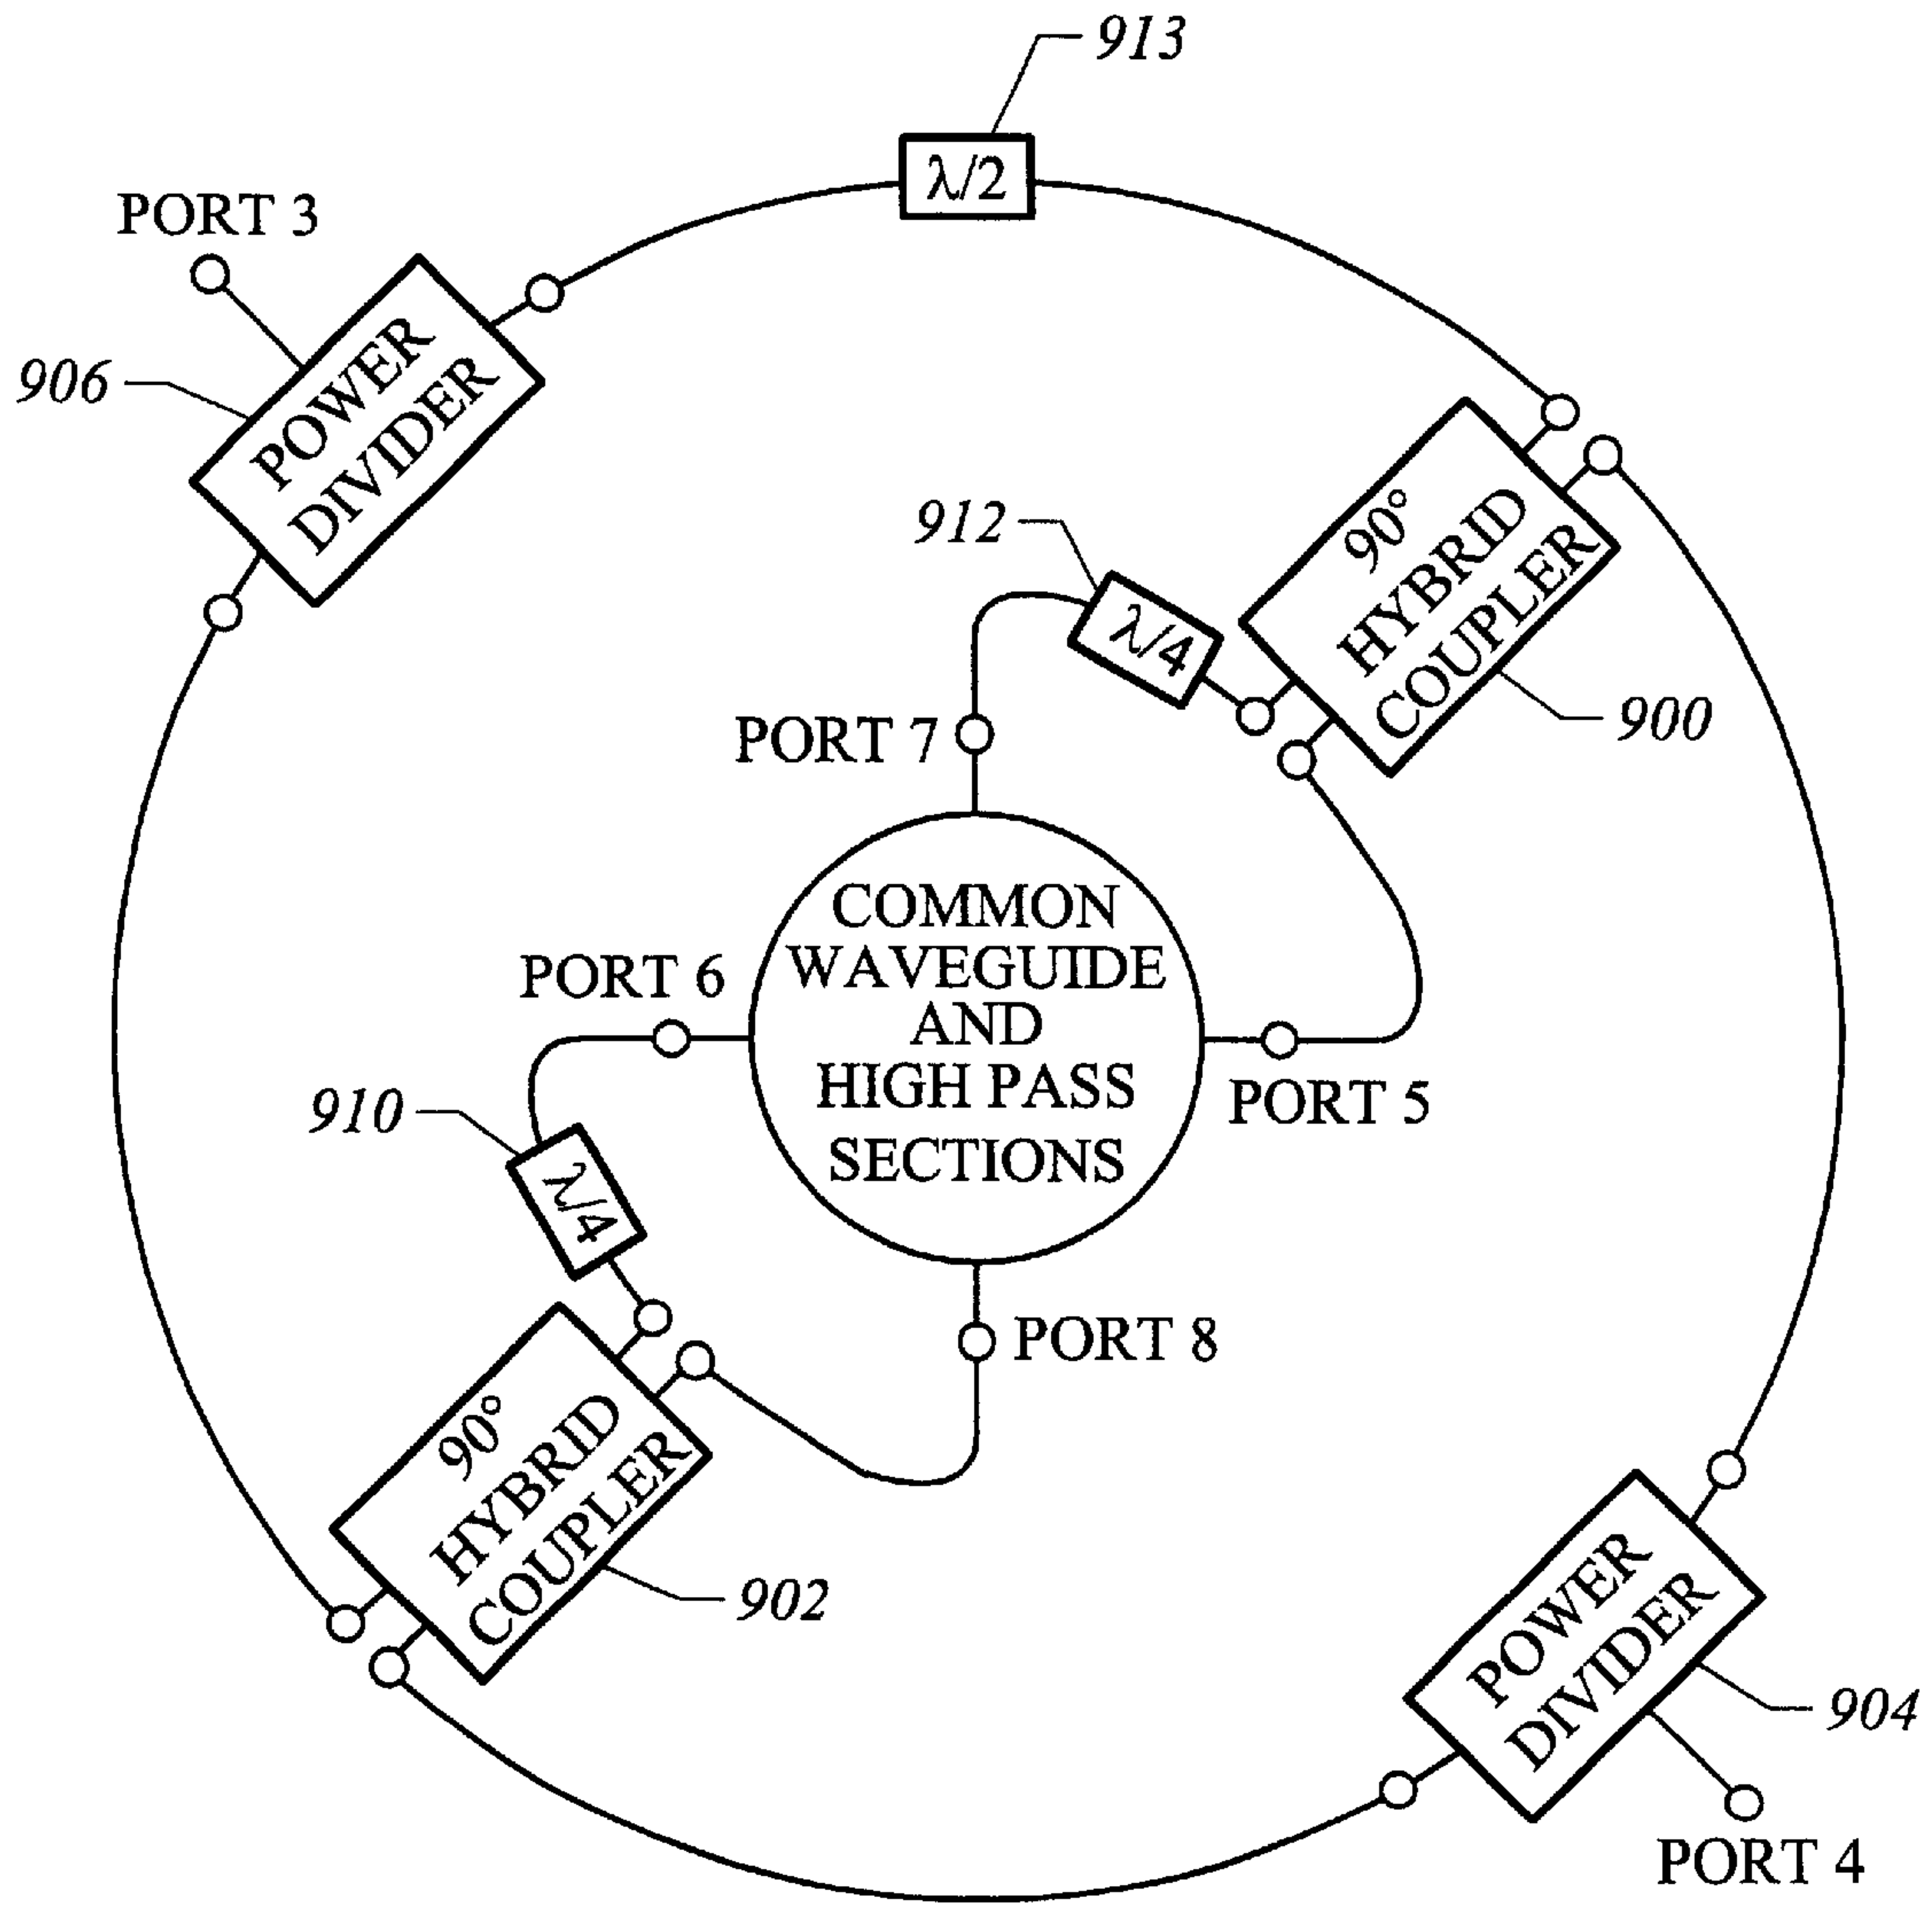 913
λ/2
PORT 3
906
POWER
DIVIDER
912
λ/4
90°
HYBRID
COUPLER
900
PORT 7
COMMON
WAVEGUIDE
AND
HIGH PASS
SECTIONS
PORT 6
PORT 5
910
λ/4
PORT 8
90°
HYBRID
COUPLER
902
POWER
DIVIDER
904
PORT 4